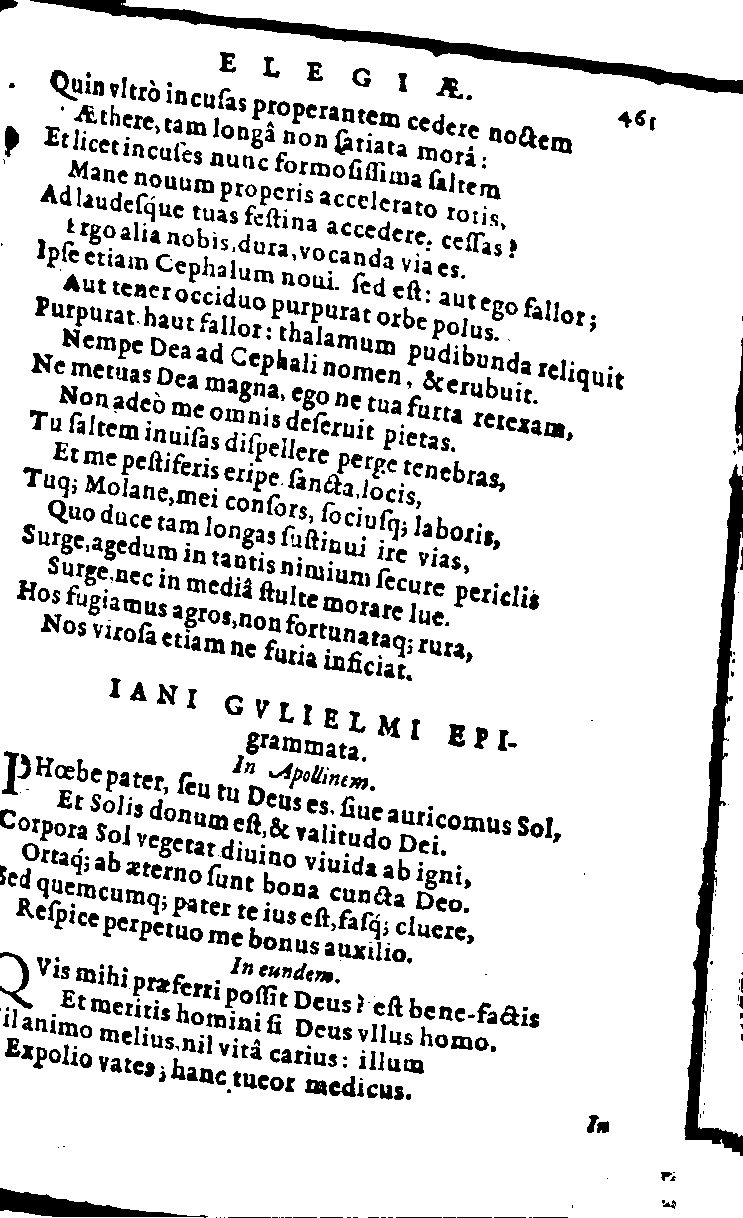 ELEGIÆ.
461
Quin vltrò incuſas properantem cedere noctem
Æthere, tam longâ non ſatiata morâ:
Et licet incuſes nunc formoſiſſima ſaltem
Mane nouum properis accelerato rotis,
Ad laudeſq́ue tuas feſtina accedere. ceſſas?
Ergo alia nobis, dura, vocanda via es.
Ipſe etiam Cephalum noui. ſed eſt: aut ego fallor;
Aut tener occiduo purpurat orbe polus.
Purpurat. haut fallor: thalamum pudibunda reliquit
Nempe Dea ad Cephali nomen, & erubuit.
Ne metuas Dea magna, ego ne tua furta retexam,
Non adeò me omnis deſeruit pietas.
Tu ſaltem inuiſas diſpellere perge tenebras,
Et me peſtiferis eripe ſancta, locis,
Tuq; Molane, mei conſors, ſociuſq; laboris,
Quo duce tam longas ſuſtinui ire vias,
Surge, agedum in tantis nimium ſecure periclis
Surge, nec in mediâ ſtulte morare lue.
Hos fugiamus agros, non fortunataq; rura,
Nos viroſa etiam ne furia inficiat.
IANI GVLIELMI EPI-
grammata.
In Apollinem.
PHœbe pater, ſeu tu Deus es, ſiue auricomus Sol,
Et Solis donum eſt, & valitudo Dei.
Corpora Sol vegetat diuino viuida ab igni,
Ortaq́; ab æterno ſunt bona cuncta Deo.
Sed quemcumq; pater te ius eſt, faſq́; cluere,
Reſpice perpetuo me bonus auxilio.
In eundem.
QVis mihi præferri poſſit Deus? eſt bene-factis
Et meritis homini ſi Deus vllus homo.
Nil animo melius, nil vitâ carius: illum
Expolio vates; hanc tueor medicus.
In